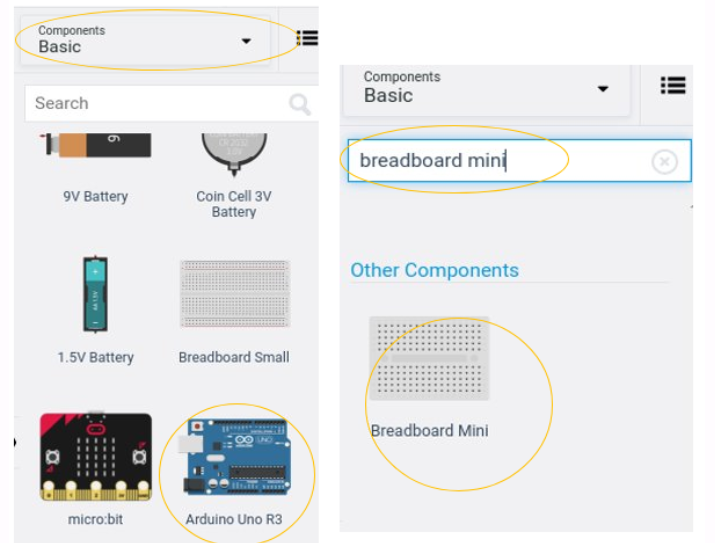 Components
Basic
Search
9
9V Battery
Coin Cell 3V
Battery
1.5V Battery
Breadboard Small
micro:bit
Arduino Uno R3
Components
Basic
breadboard mini
Other Components
Breadboard Mini